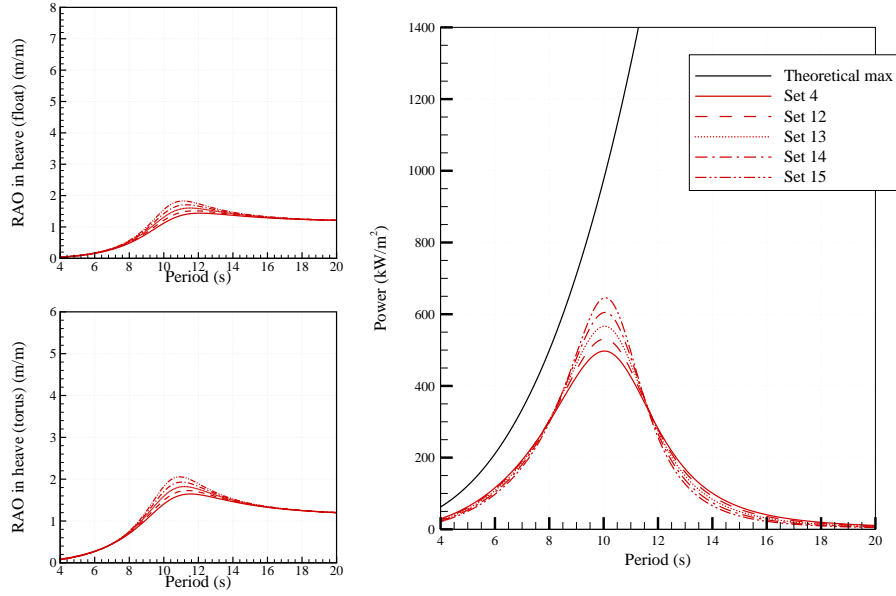 RAO in heave (float) (m/m)
8
7
6
5
4
3
2
1
0
4 6 8 10 12 14 16 18 20
Period (s)
RAO in heave (torus) (m/m)
6
5
4
3
2
1
0
4 6 8 10 12 14 16 18 20
Period (s)
Power (kW/m²)
1400
1200
1000
800
600
400
200
0
4 6 8 10 12 14 16 18 20
Period (s)
Theoretical max
Set 4
Set 12
Set 13
Set 14
Set 15